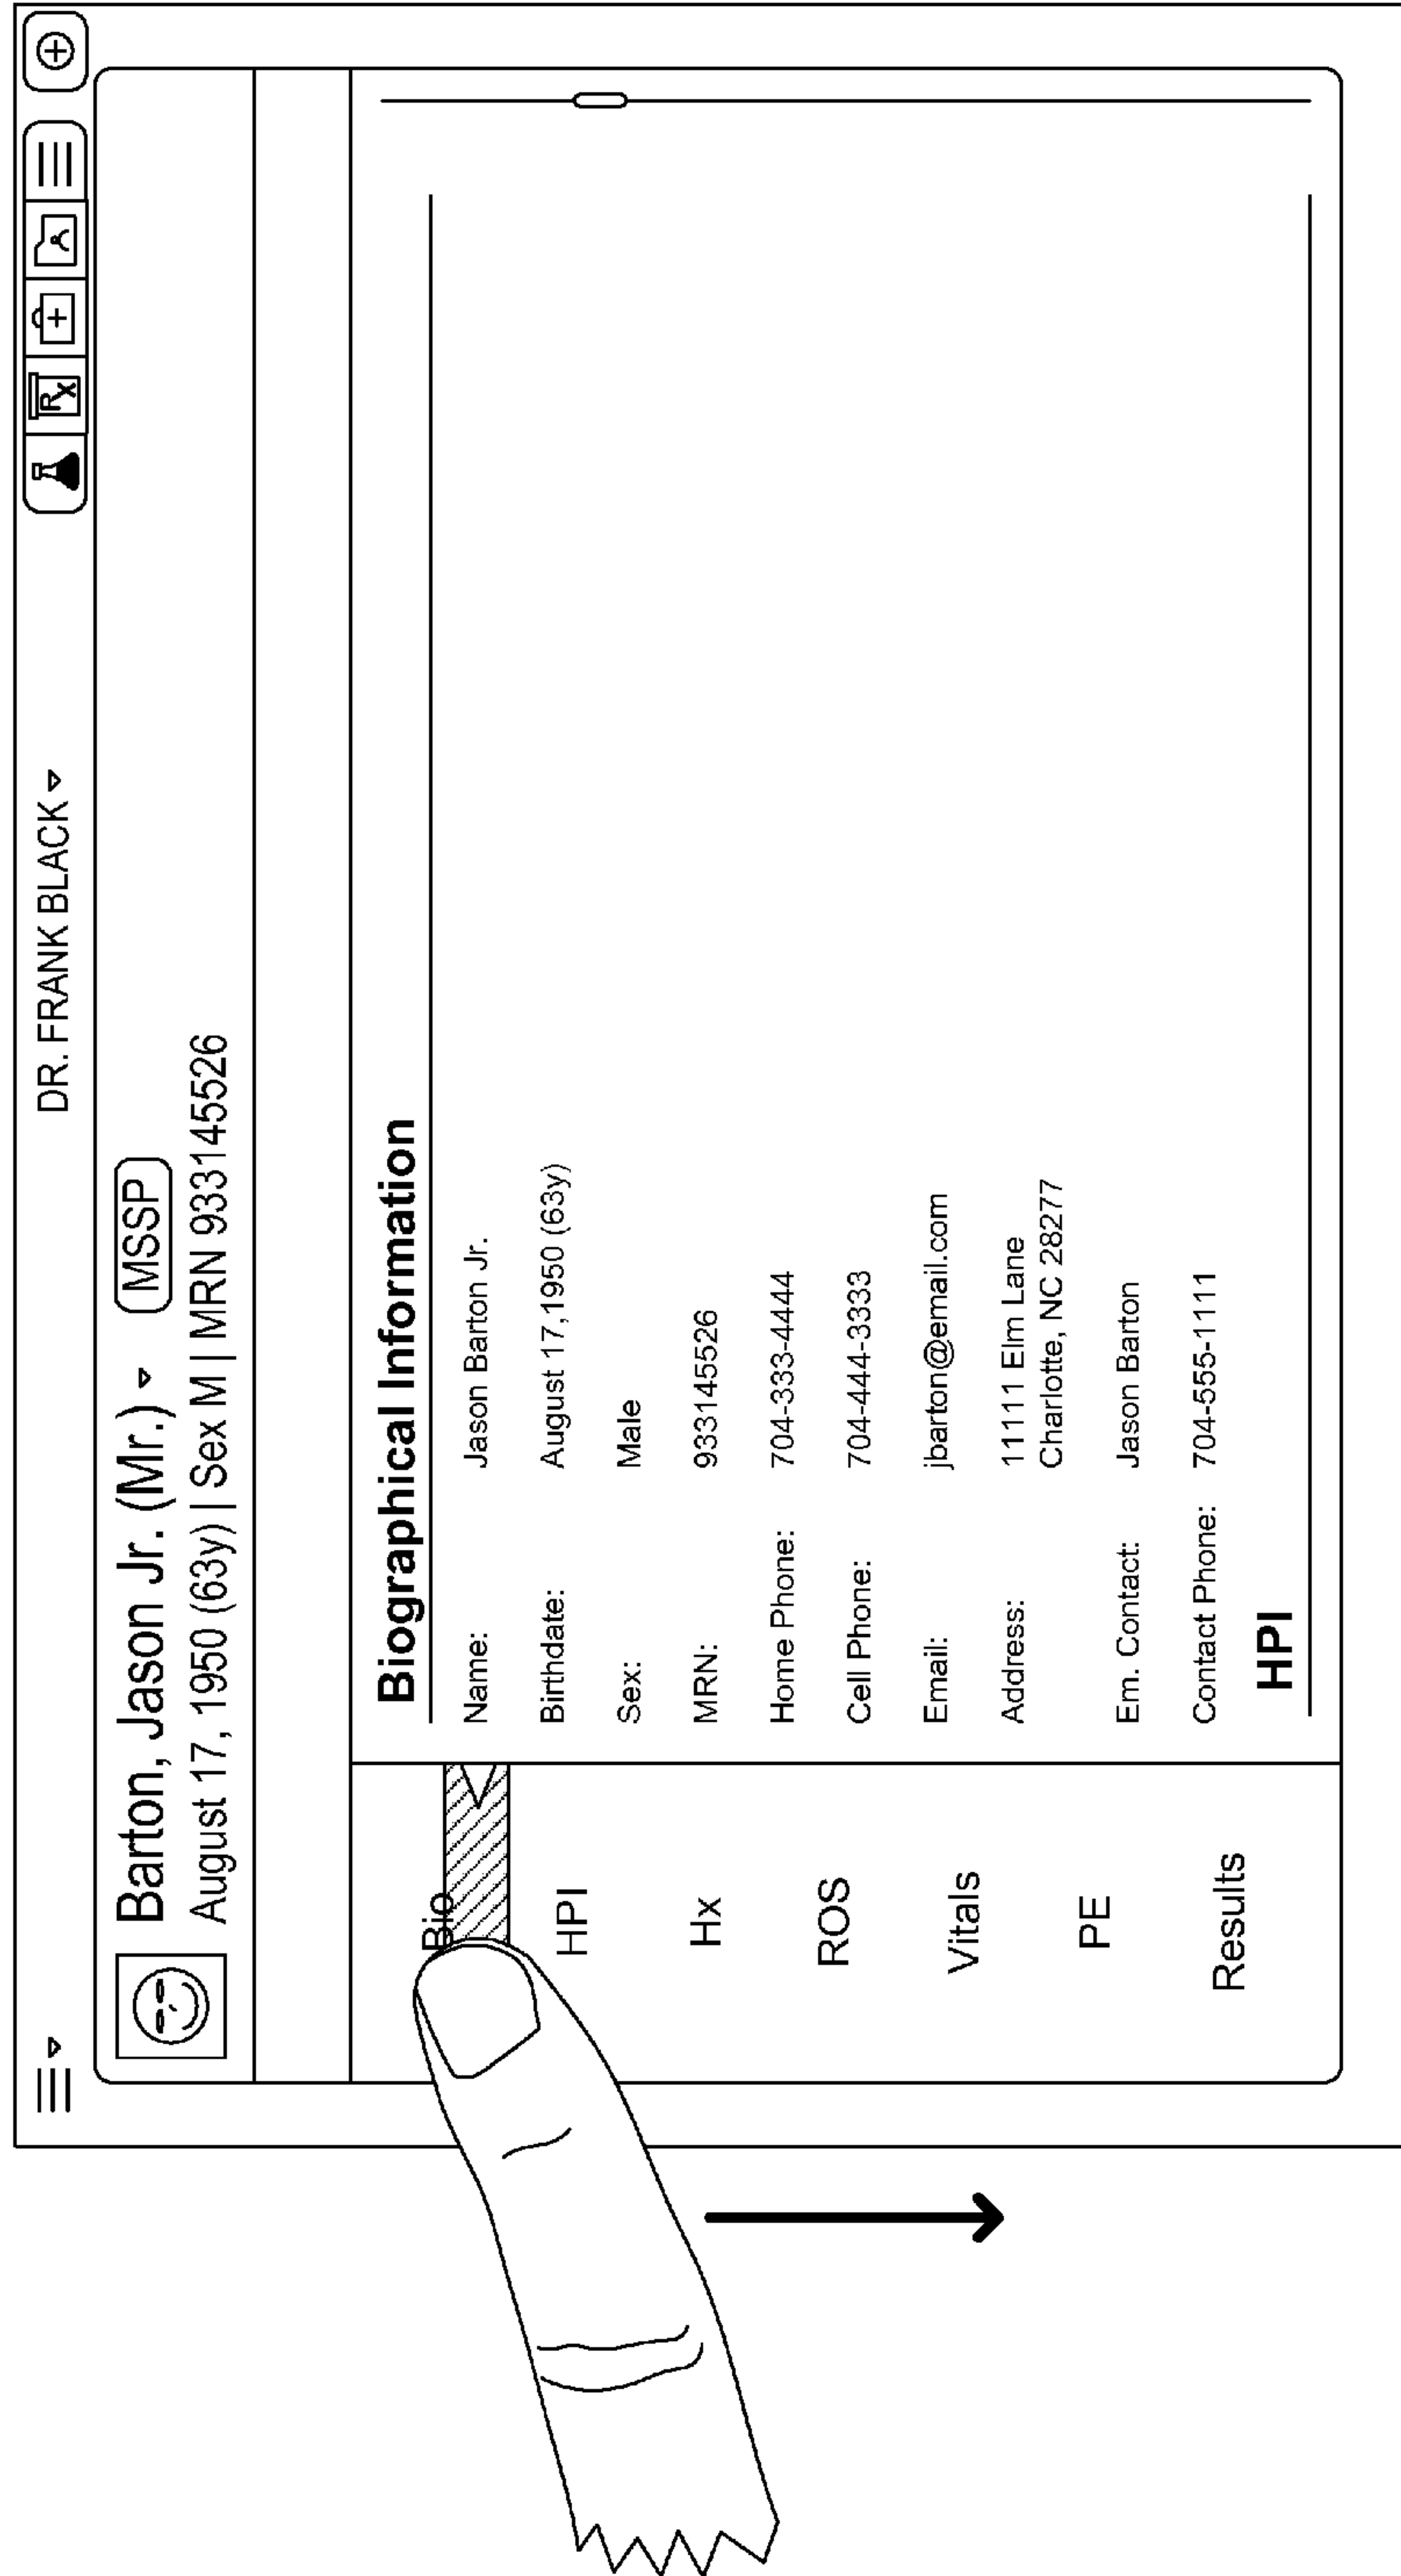 DR. FRANK BLACK
Rx
Barton, Jason Jr. (Mr.) MSSP
August 17, 1950 (63y) | Sex M | MRN 933145526
Bio
HPI
Hx
ROS
Vitals
PE
Results
Biographical Information
Name: Jason Barton Jr.
Birthdate: August 17,1950 (63y)
Sex: Male
MRN: 933145526
Home Phone: 704-333-4444
Cell Phone: 704-444-3333
Email: jbarton@email.com
Address: 11111 Elm Lane
Charlotte, NC 28277
Em. Contact: Jason Barton
Contact Phone: 704-555-1111
HPI